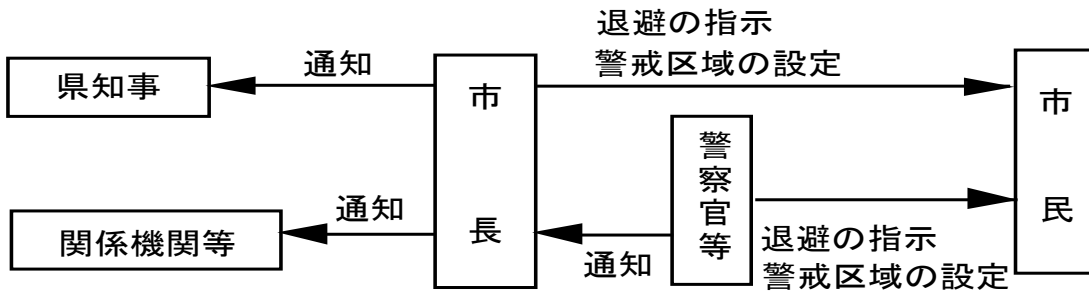 退避の指示
警戒区域の設定
通知
県知事
市長
市民
警察官等
通知
関係機関等
通知
退避の指示
警戒区域の設定